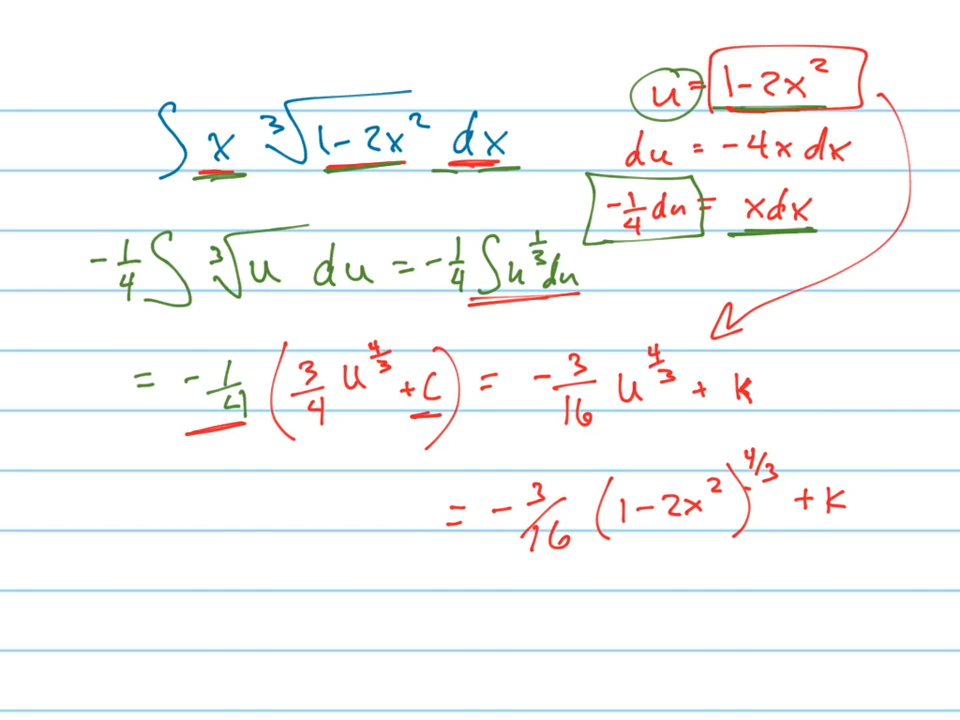 ∫ x ∛(1-2x²) dx
u = 1-2x²
du = -4x dx
-1/4 du = xdx
-1/4 ∫ ∛u du = -1/4 ∫ u^(1/3) du
= -1/4 (3/4 u^(4/3) + C) = -3/16 u^(4/3) + K
= -3/16 (1-2x²)^(4/3) + K